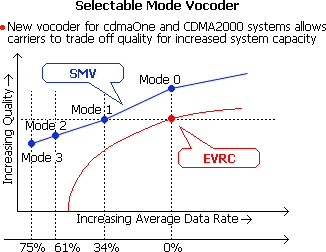 Selectable Mode Vocoder
New vocoder for cdmaOne and CDMA2000 systems allows
carriers to trade off quality for increased system capacity
SMV
Mode 0
Mode 1
Mode 2
Mode 3
EVRC
Increasing Quality
Increasing Average Data Rate
75% 61% 34% 0%